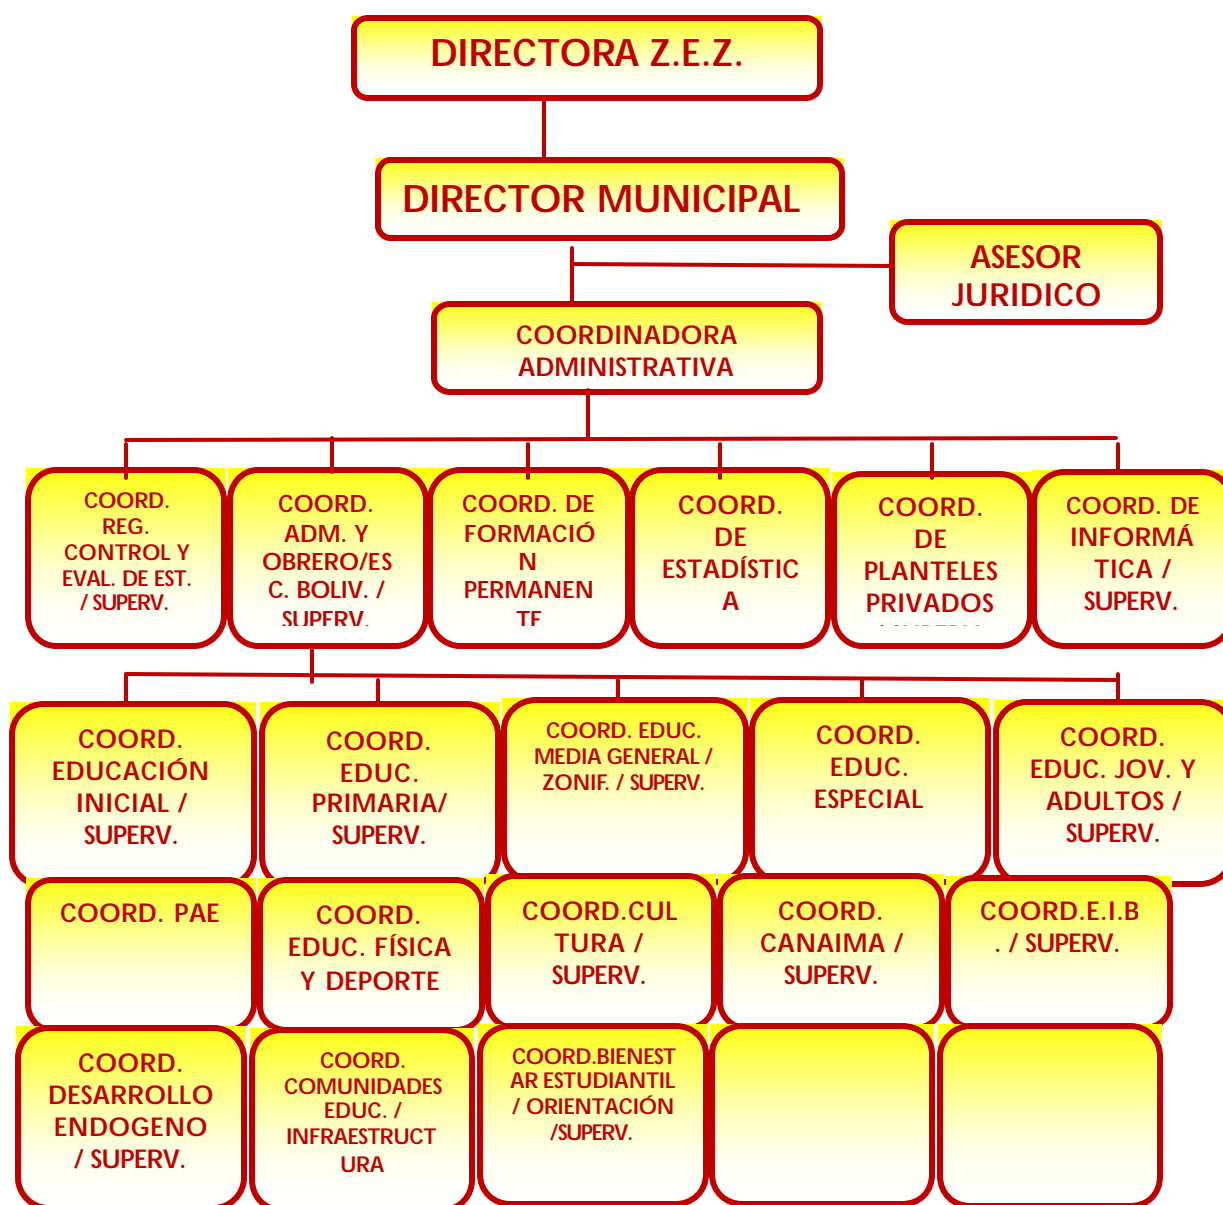 DIRECTORA Z.E.Z.
DIRECTOR MUNICIPAL
ASESOR
JURIDICO
COORDINADORA
ADMINISTRATIVA
COORD.
REG.
CONTROL Y
EVAL. DE EST.
/ SUPERV.
COORD.
ADM. Y
OBRERO/ES
C. BOLIV. /
SUPERV.
COORD. DE
FORMACIÓ
N
PERMANEN
TE
COORD.
DE
ESTADÍSTIC
A
COORD.
DE
PLANTELES
PRIVADOS
COORD. DE
INFORMÁ
TICA /
SUPERV.
COORD.
EDUCACIÓN
INICIAL /
SUPERV.
COORD.
EDUC.
PRIMARIA/
SUPERV.
COORD. EDUC.
MEDIA GENERAL /
ZONIF. / SUPERV.
COORD.
EDUC.
ESPECIAL
COORD.
EDUC. JOV. Y
ADULTOS /
SUPERV.
COORD. PAE
COORD.
EDUC. FÍSICA
Y DEPORTE
COORD.CUL
TURA /
SUPERV.
COORD.
CANAIMA /
SUPERV.
COORD.E.I.B
. / SUPERV.
COORD.
DESARROLLO
ENDOGENO
/ SUPERV.
COORD.
COMUNIDADES
EDUC. /
INFRAESTRUCT
URA
COORD.BIENEST
AR ESTUDIANTIL
/ ORIENTACIÓN
/SUPERV.